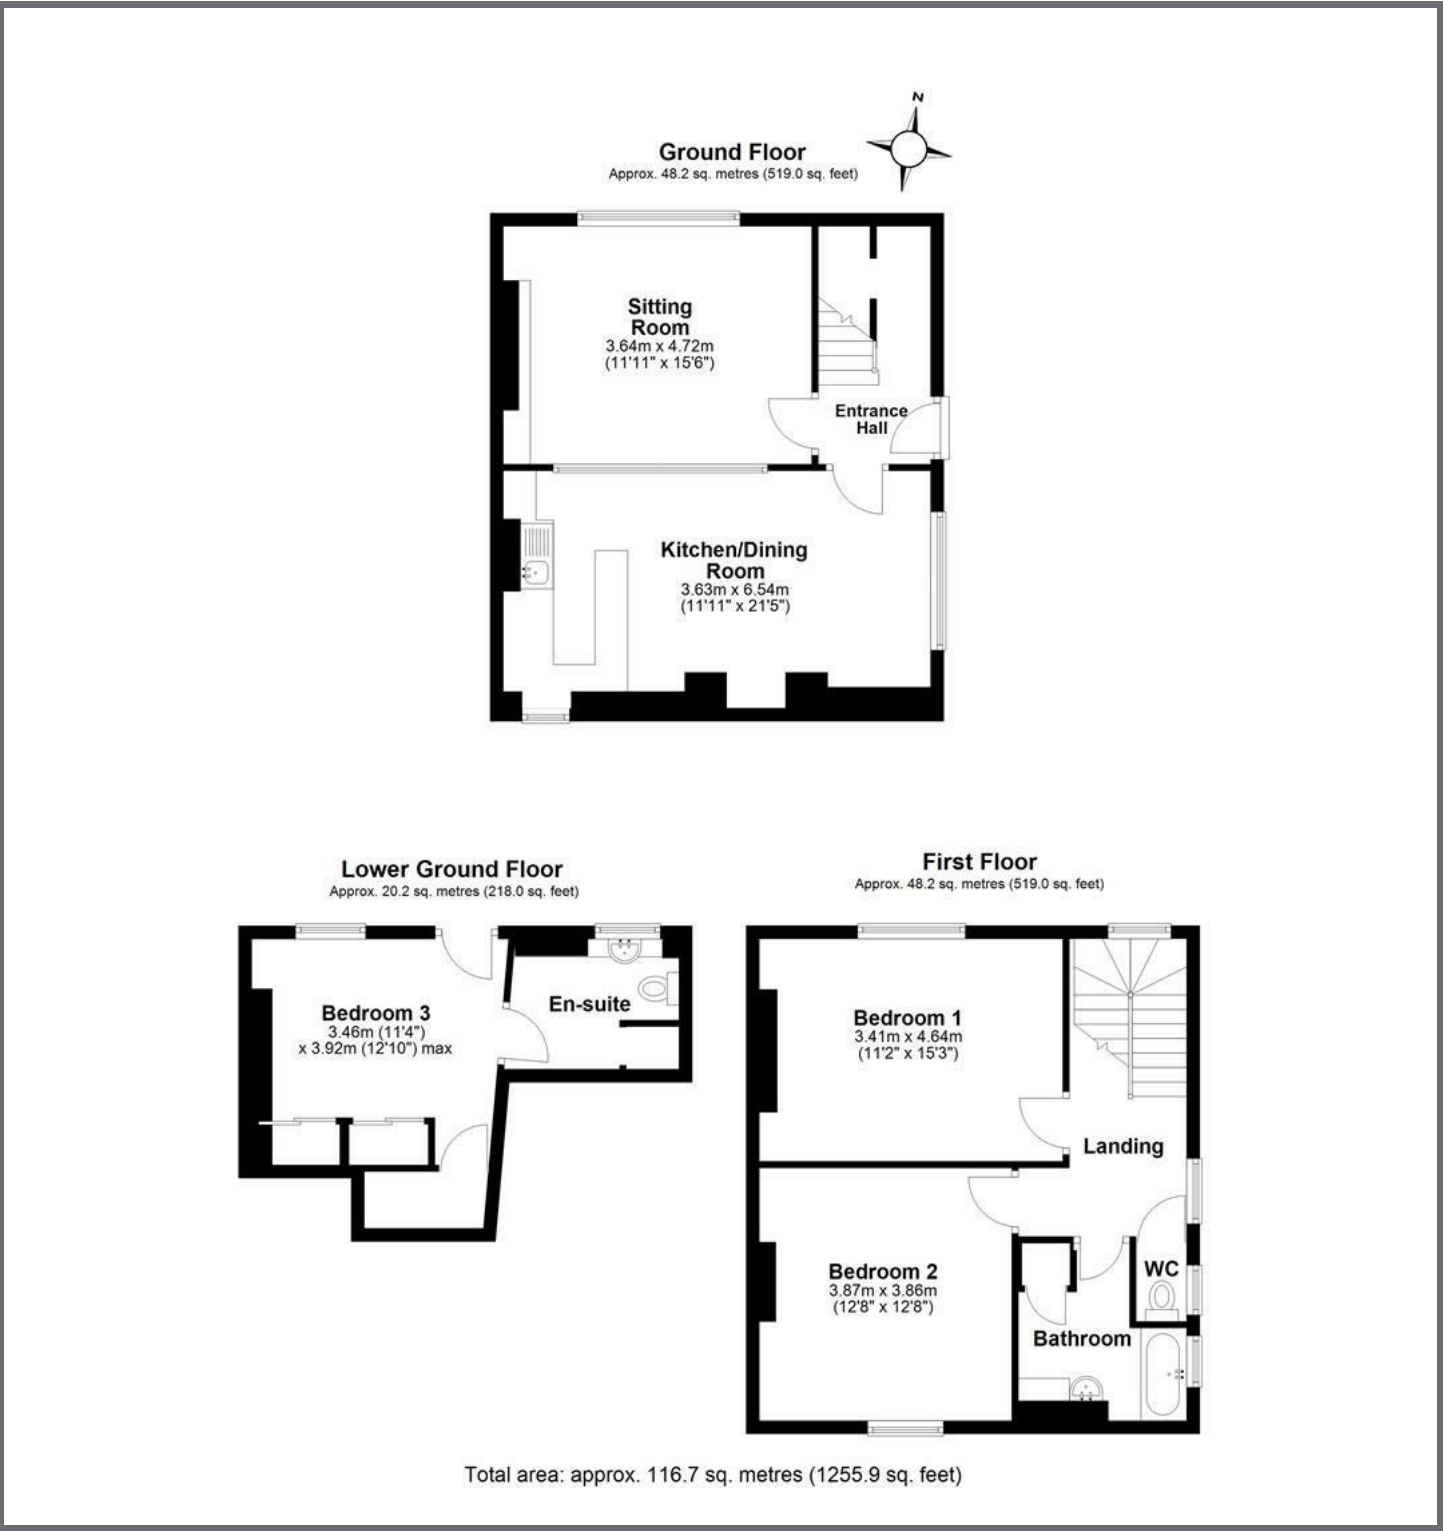 N
Ground Floor
Approx. 48.2 sq. metres (519.0 sq. feet)
Sitting
Room
3.64m x 4.72m
(11'11" x 15'6")
Entrance
Hall
Kitchen/Dining
Room
3.63m x 6.54m
(11'11" x 21'5")
Lower Ground Floor
Approx. 20.2 sq. metres (218.0 sq. feet)
Bedroom 3
3.46m (11'4")
x 3.92m (12'10") max
En-suite
First Floor
Approx. 48.2 sq. metres (519.0 sq. feet)
Bedroom 1
3.41m x 4.64m
(11'2" x 15'3")
Landing
Bedroom 2
3.87m x 3.86m
(12'8" x 12'8")
WC
Bathroom
Total area: approx. 116.7 sq. metres (1255.9 sq. feet)